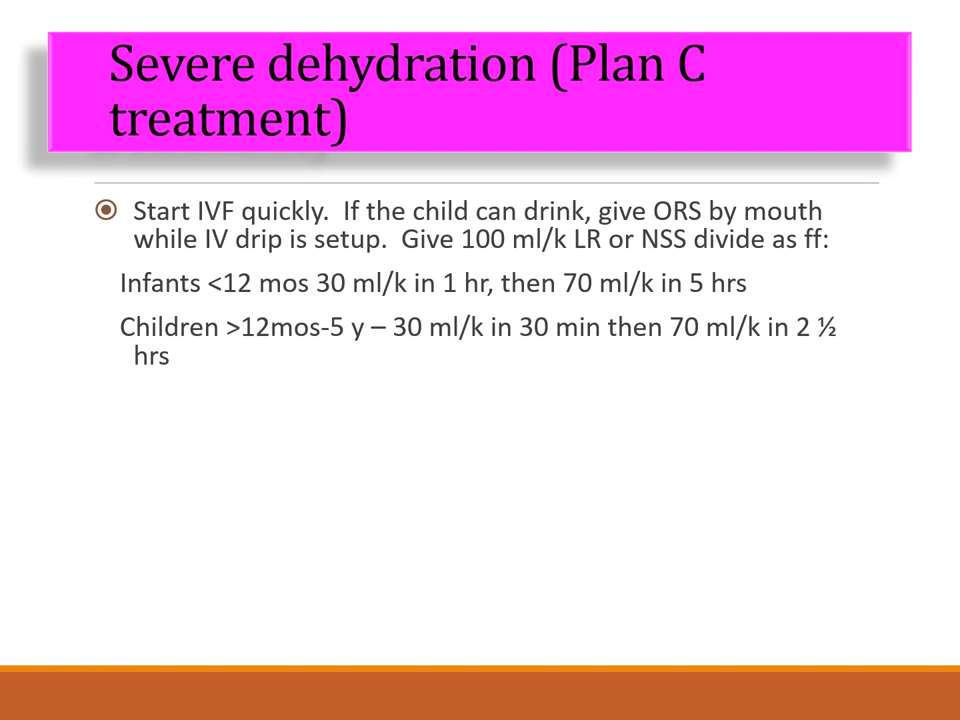 Severe dehydration (Plan C
treatment)
Start IVF quickly.  If the child can drink, give ORS by mouth
while IV drip is setup.  Give 100 ml/k LR or NSS divide as ff:
Infants <12 mos 30 ml/k in 1 hr, then 70 ml/k in 5 hrs
Children >12mos-5 y – 30 ml/k in 30 min then 70 ml/k in 2 ½
hrs